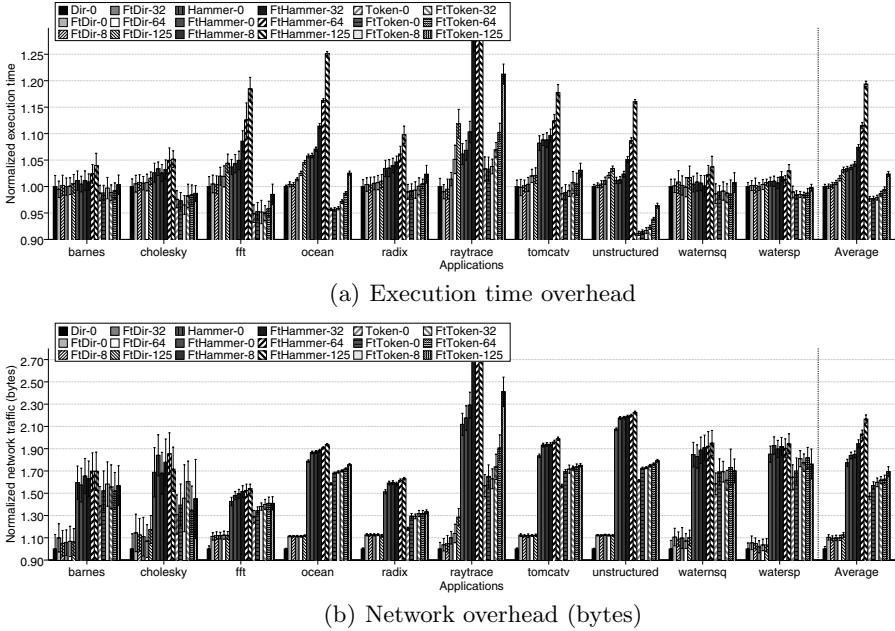 Dir-0 FtDir-32 Hammer-0 FtHammer-32 Token-0 FtToken-32
FtDir-0 FtDir-64 FtHammer-0 FtHammer-64 FtToken-0 FtToken-64
FtDir-8 FtDir-125 FtHammer-8 FtHammer-125 FtToken-8 FtToken-125
Normalized execution time
1.25
1.20
1.15
1.10
1.05
1.00
0.95
0.90
barnes cholesky fft ocean radix raytrace tomcatv unstructured waternsq watersp Average
Applications
(a) Execution time overhead
Dir-0 FtDir-32 Hammer-0 FtHammer-32 Token-0 FtToken-32
FtDir-0 FtDir-64 FtHammer-0 FtHammer-64 FtToken-0 FtToken-64
FtDir-8 FtDir-125 FtHammer-8 FtHammer-125 FtToken-8 FtToken-125
Normalized network traffic (bytes)
2.70
2.50
2.30
2.10
1.90
1.70
1.50
1.30
1.10
0.90
barnes cholesky fft ocean radix raytrace tomcatv unstructured waternsq watersp Average
Applications
(b) Network overhead (bytes)